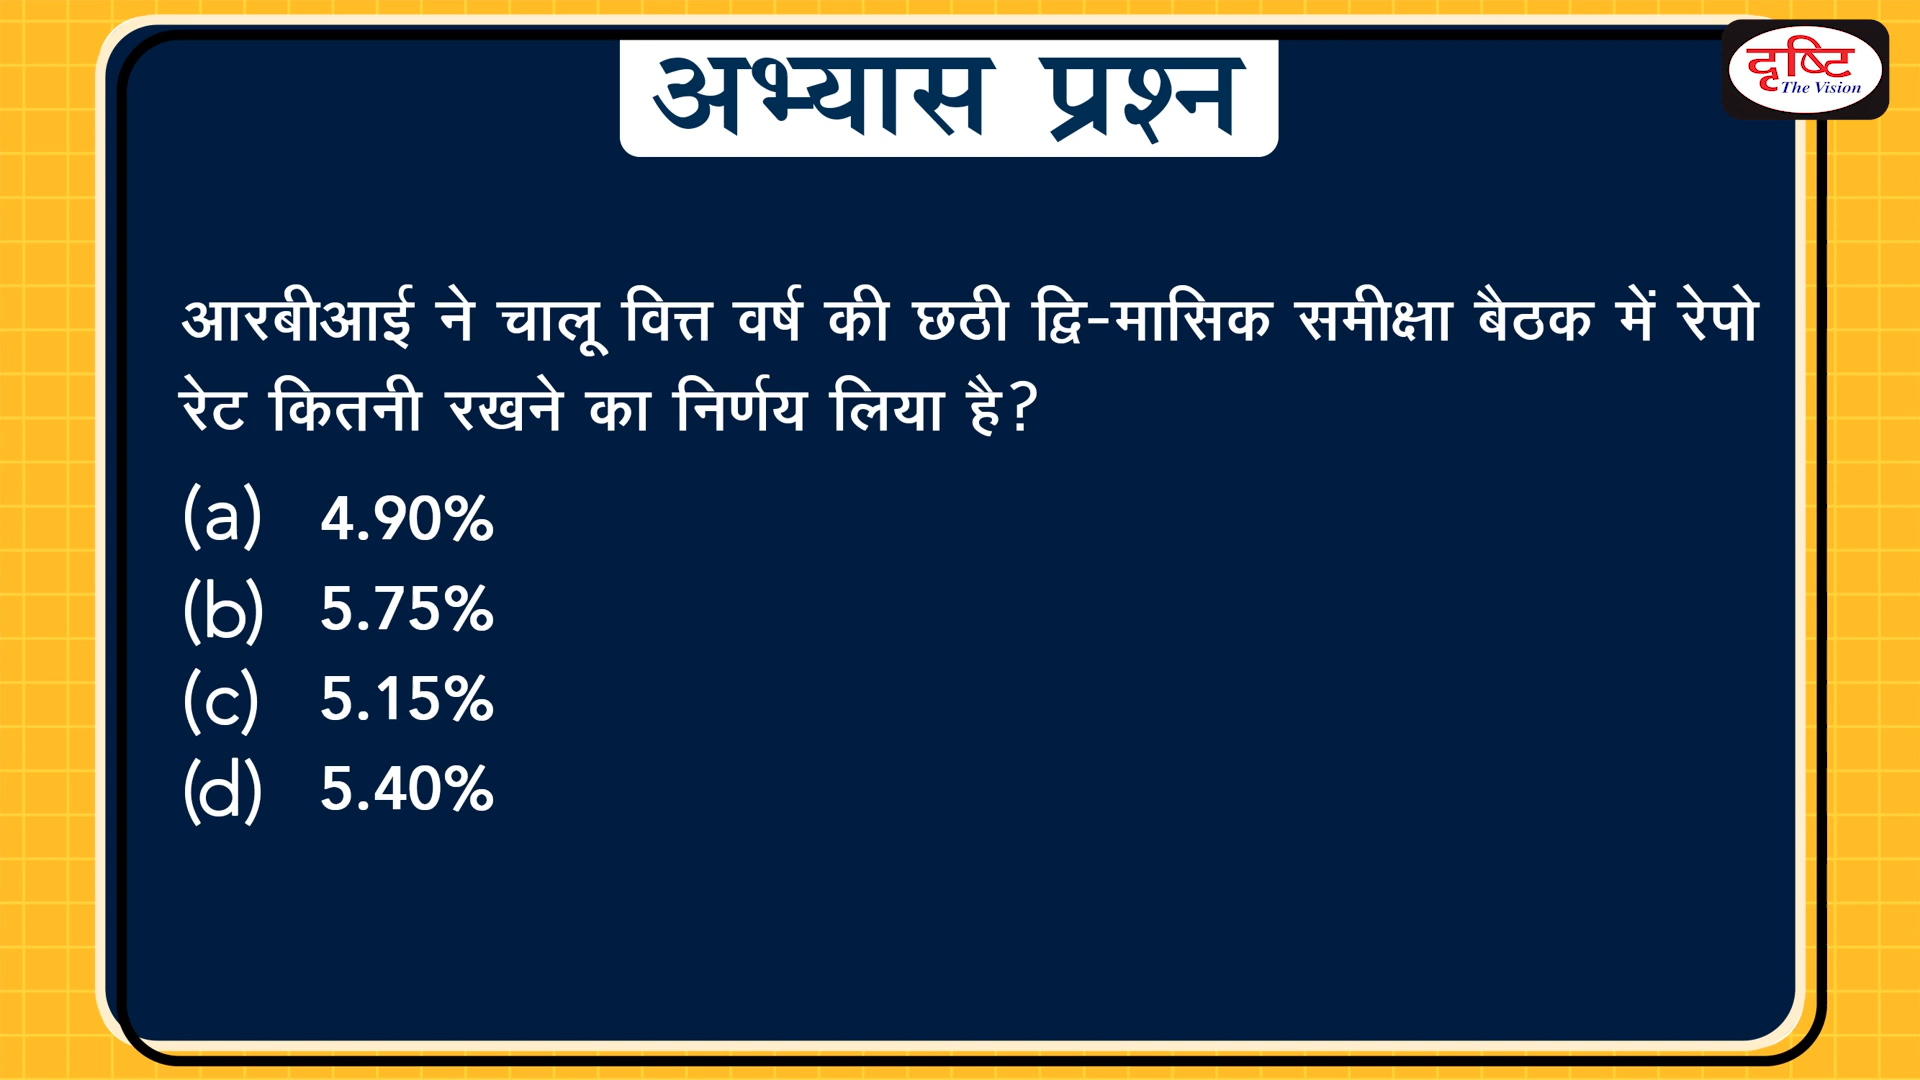 अभ्यास प्रश्न
दृष्टि
The Vision
आरबीआई ने चालू वित्त वर्ष की छठी द्वि-मासिक समीक्षा बैठक में रेपो
रेट कितनी रखने का निर्णय लिया है?
(a) 4.90%
(b) 5.75%
(c) 5.15%
(d) 5.40%